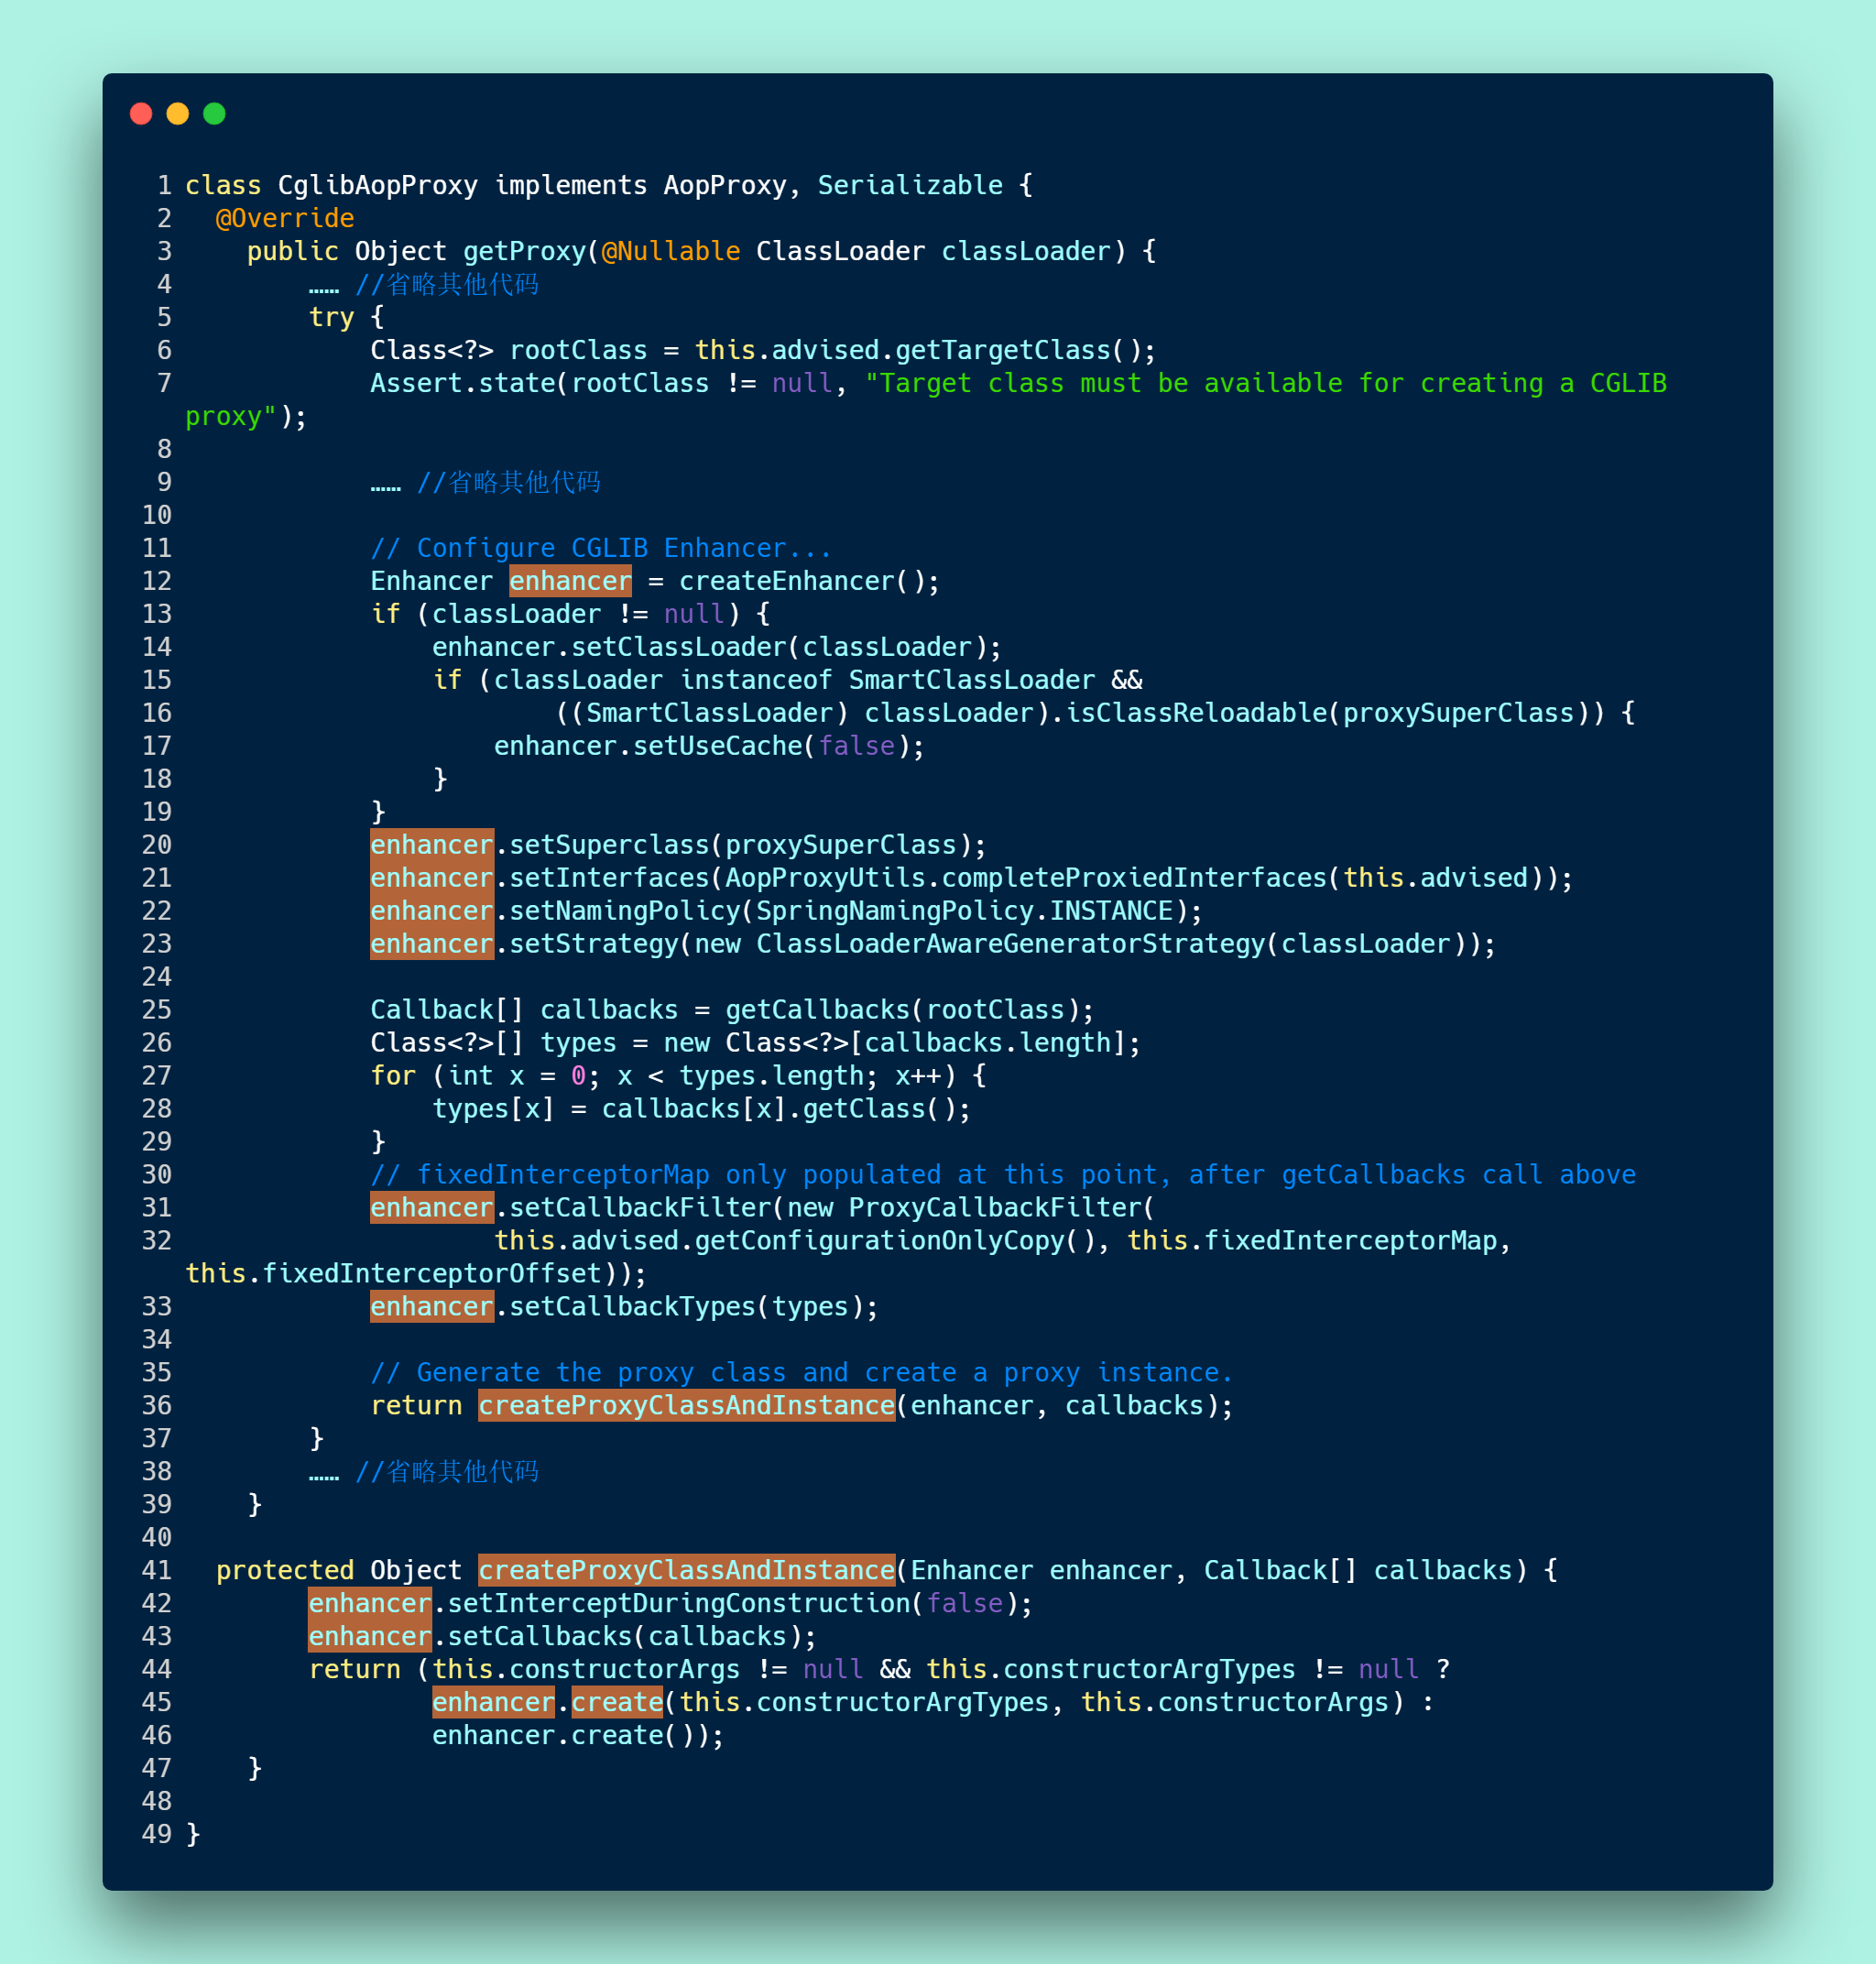 1 class CglibAopProxy implements AopProxy, Serializable {
2   @Override
3     public Object getProxy(@Nullable ClassLoader classLoader) {
4         …… //省略其他代码
5         try {
6             Class<?> rootClass = this.advised.getTargetClass();
7             Assert.state(rootClass != null, "Target class must be available for creating a CGLIB
proxy");
8
9             …… //省略其他代码
10
11             // Configure CGLIB Enhancer...
12             Enhancer enhancer = createEnhancer();
13             if (classLoader != null) {
14                 enhancer.setClassLoader(classLoader);
15                 if (classLoader instanceof SmartClassLoader &&
16                         ((SmartClassLoader) classLoader).isClassReloadable(proxySuperClass)) {
17                     enhancer.setUseCache(false);
18                 }
19             }
20             enhancer.setSuperclass(proxySuperClass);
21             enhancer.setInterfaces(AopProxyUtils.completeProxiedInterfaces(this.advised));
22             enhancer.setNamingPolicy(SpringNamingPolicy.INSTANCE);
23             enhancer.setStrategy(new ClassLoaderAwareGeneratorStrategy(classLoader));
24
25             Callback[] callbacks = getCallbacks(rootClass);
26             Class<?>[] types = new Class<?>[callbacks.length];
27             for (int x = 0; x < types.length; x++) {
28                 types[x] = callbacks[x].getClass();
29             }
30             // fixedInterceptorMap only populated at this point, after getCallbacks call above
31             enhancer.setCallbackFilter(new ProxyCallbackFilter(
32                     this.advised.getConfigurationOnlyCopy(), this.fixedInterceptorMap,
this.fixedInterceptorOffset));
33             enhancer.setCallbackTypes(types);
34
35             // Generate the proxy class and create a proxy instance.
36             return createProxyClassAndInstance(enhancer, callbacks);
37         }
38         …… //省略其他代码
39     }
40
41   protected Object createProxyClassAndInstance(Enhancer enhancer, Callback[] callbacks) {
42         enhancer.setInterceptDuringConstruction(false);
43         enhancer.setCallbacks(callbacks);
44         return (this.constructorArgs != null && this.constructorArgTypes != null ?
45                 enhancer.create(this.constructorArgTypes, this.constructorArgs) :
46                 enhancer.create());
47     }
48
49 }